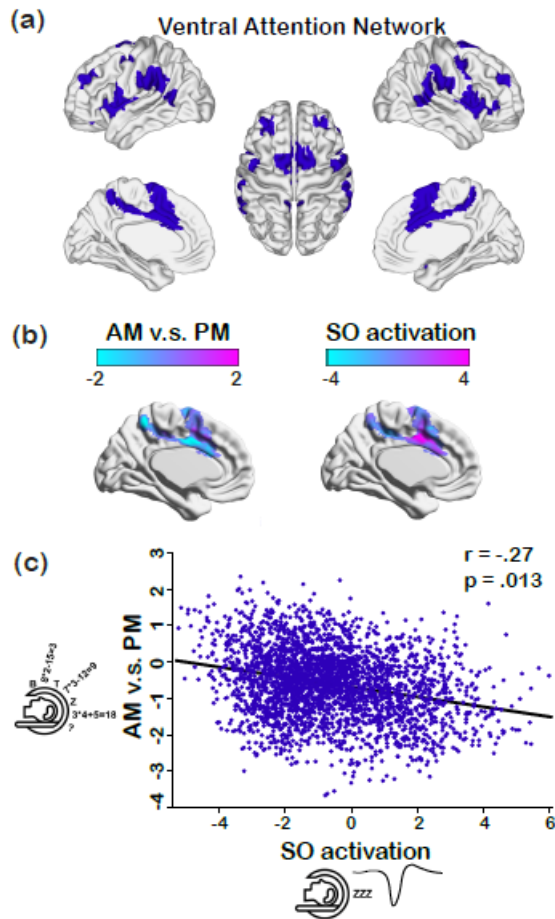 (a)
Ventral Attention Network
(b)
AM v.s. PM
SO activation
-2
2
-4
4
(c)
r = -.27
p = .013
3
2
1
0
-1
-2
-3
-4
AM v.s. PM
B
8*2-15=3
T
7*3-12=9
Z
3*4+5=18
?
-4
-2
0
2
4
6
SO activation
ZZZ